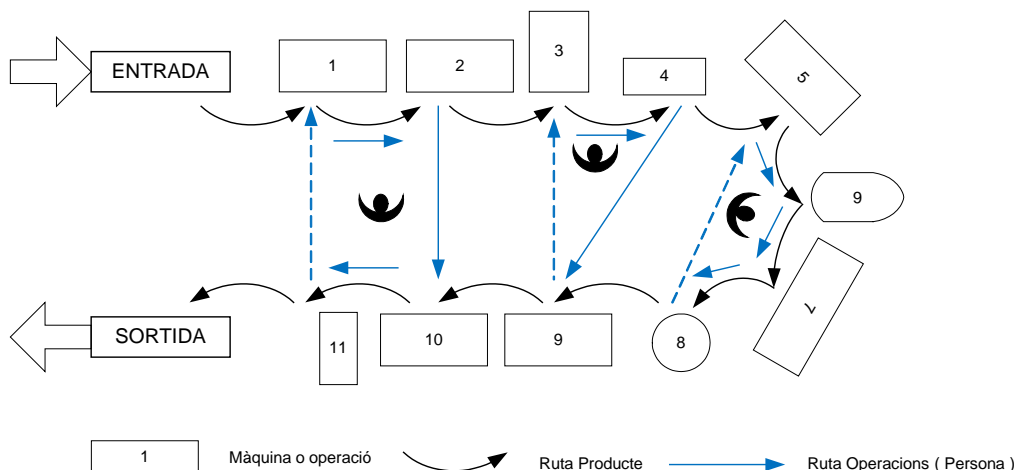 ENTRADA
1
2
3
4
5
9
7
8
9
10
11
SORTIDA
1
Màquina o operació
Ruta Producte
Ruta Operacions ( Persona )